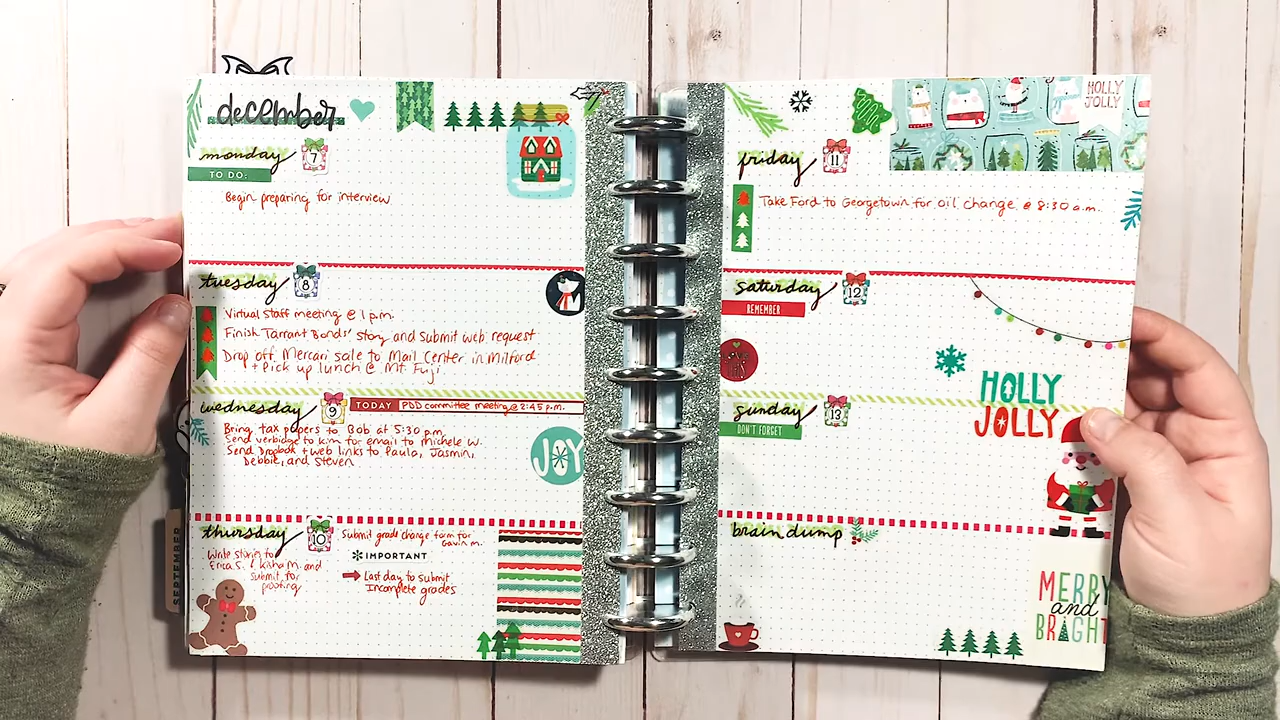 december
monday 7
TO DO:
Begin preparing for interview
tuesday 8
Virtual staff meeting @ 1 pm.
Finish Tarrant Bonds' story and submit web request
Drop off Mercari sale to Mail Center in Milford
+ pick up lunch @ Mt. Fuji
wednesday 9
TODAY PDD committee meeting @ 2:45 p.m.
Bring tax papers to Bob at 5:30 pm
Send verbiage to kim for email to michele w.
Send Dropbox + web links to Paula, Jasmin,
Debbie, and Steven
JOY
thursday 10
Submit grade change form for
Gavin M.
Write stories for
Erica S. / Kisha M. and
submit for
proofing
*IMPORTANT
Last day to submit
Incomplete grades
SEPTEMBER
HOLLY
JOLLY
friday 11
Take Ford to Georgetown for oil change @ 8:30 a.m.
saturday 12
REMEMBER
LOVE
THIS
HOLLY
JOLLY
sunday 13
DON'T FORGET
brain dump
MERRY
and
BRIGHT